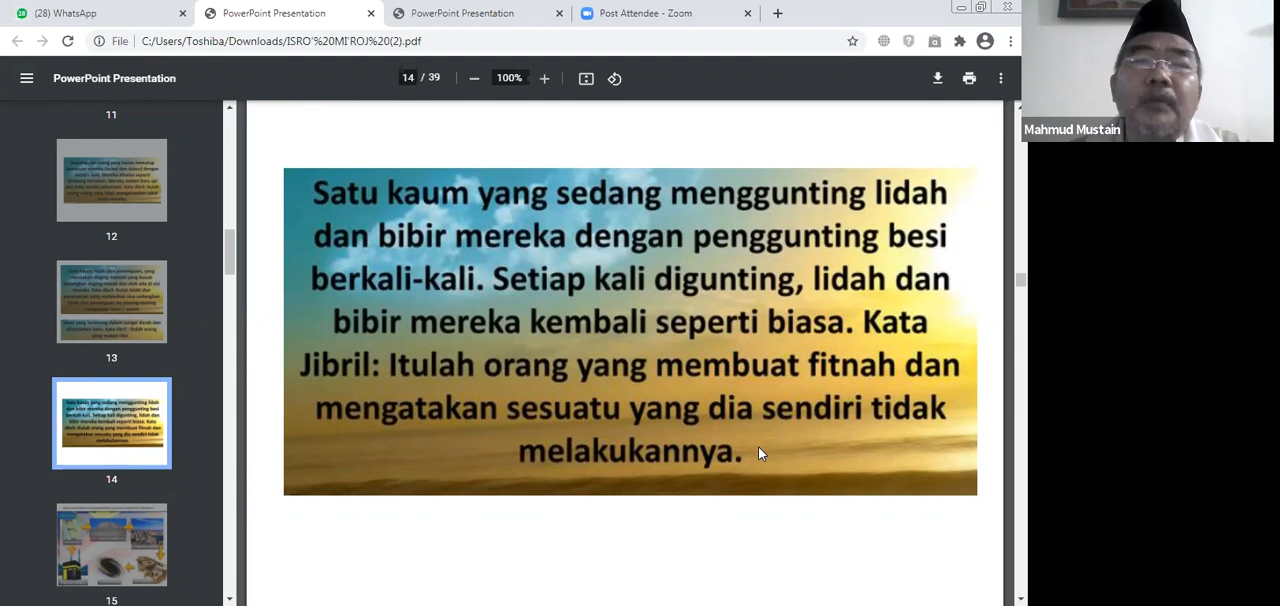 (28) WhatsApp
PowerPoint Presentation
PowerPoint Presentation
Post Attendee - Zoom
File
C:/Users/Toshiba/Downloads/ISRO'%20MI'ROJ%20(2).pdf
PowerPoint Presentation
14 / 39
100%
Mahmud Mustain
11
12
13
14
15
Satu kaum yang sedang menggunting lidah
dan bibir mereka dengan penggunting besi
berkali-kali. Setiap kali digunting, lidah dan
bibir mereka kembali seperti biasa. Kata
Jibril: Itulah orang yang membuat fitnah dan
mengatakan sesuatu yang dia sendiri tidak
melakukannya.